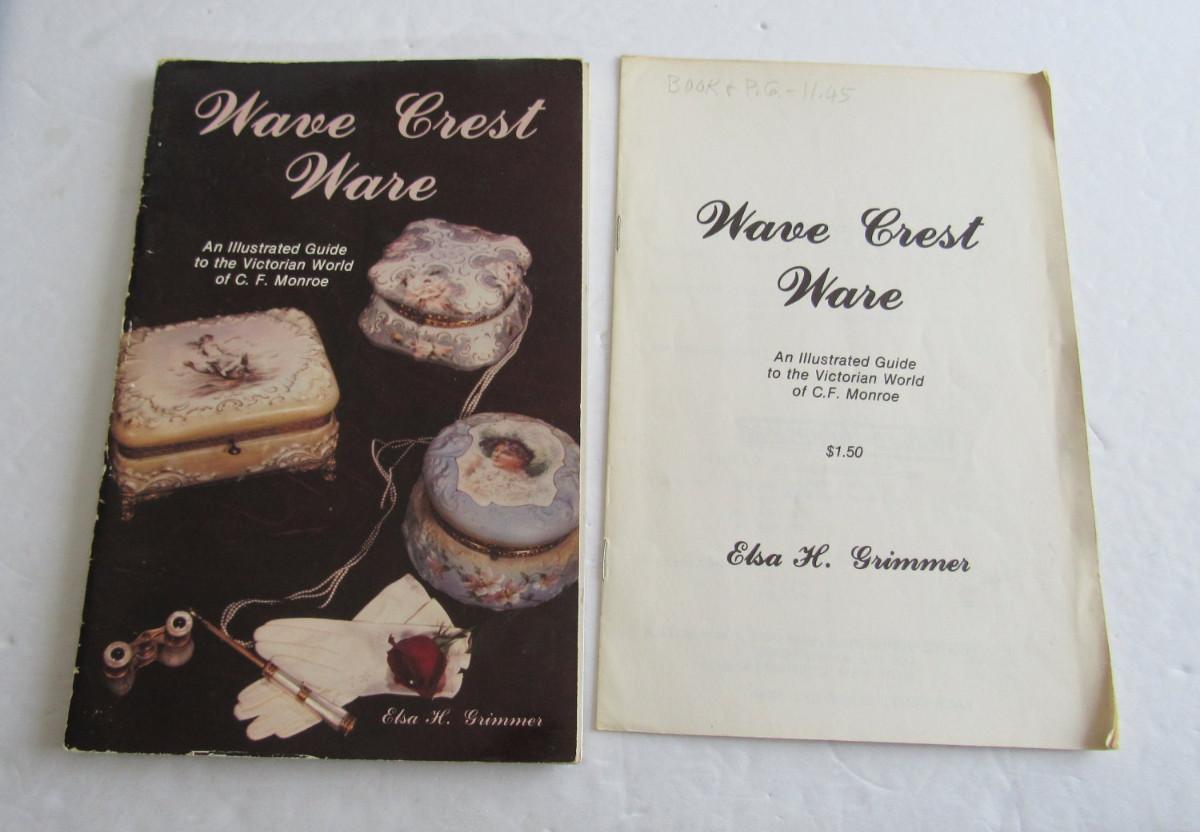 Wave Crest
Ware
An Illustrated Guide
to the Victorian World
of C. F. Monroe
Elsa H. Grimmer
BOOK & P.G. - 11.45
Wave Crest
Ware
An Illustrated Guide
to the Victorian World
of C.F. Monroe
$1.50
Elsa H. Grimmer